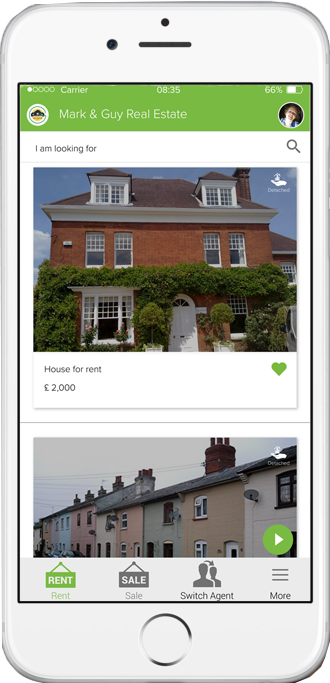 Carrier 08:35 66%
Mark & Guy Real Estate
I am looking for
Detached
House for rent
£ 2,000
Detached
RENT SALE
Rent Sale Switch Agent More